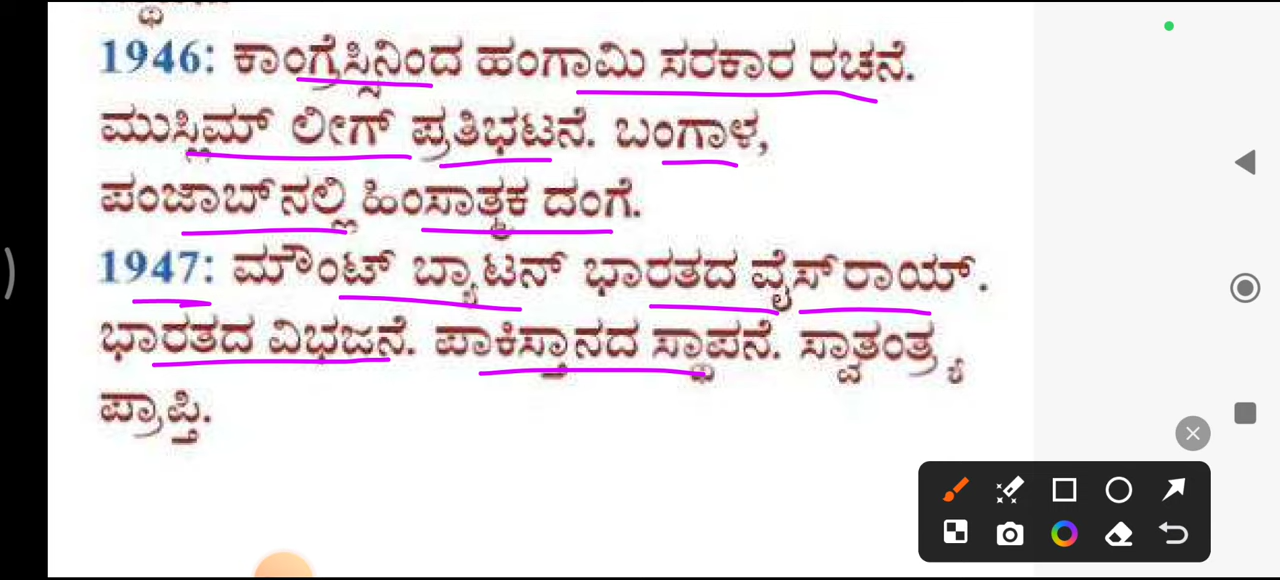 1946: ಕಾಂಗ್ರೆಸ್ಸಿನಿಂದ ಹಂಗಾಮಿ ಸರಕಾರ ರಚನೆ.
ಮುಸ್ಲಿಮ್ ಲೀಗ್ ಪ್ರತಿಭಟನೆ. ಬಂಗಾಳ,
ಪಂಜಾಬ್‌ನಲ್ಲಿ ಹಿಂಸಾತ್ಮಕ ದಂಗೆ.
1947: ಮೌಂಟ್ ಬ್ಯಾಟನ್ ಭಾರತದ ವೈಸ್‌ರಾಯ್.
ಭಾರತದ ವಿಭಜನೆ. ಪಾಕಿಸ್ತಾನದ ಸ್ಥಾಪನೆ. ಸ್ವಾತಂತ್ರ್ಯ
ಪ್ರಾಪ್ತಿ.